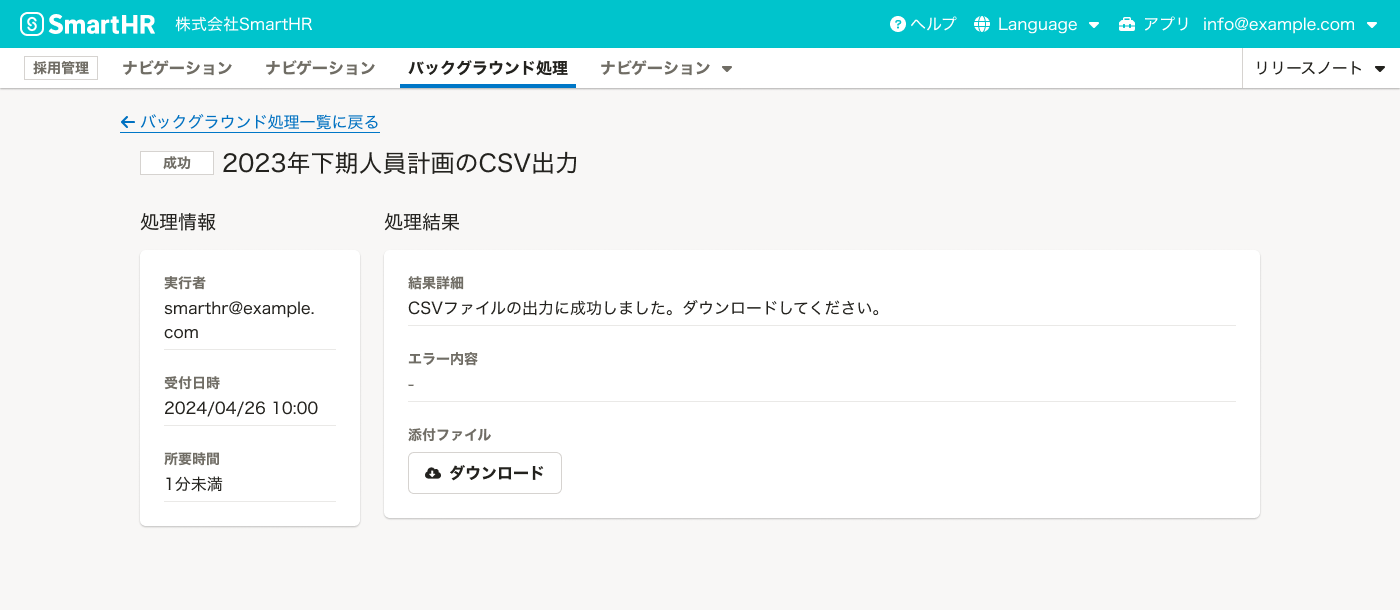 SmartHR 株式会社SmartHR ヘルプ Language アプリ info@example.com
採用管理 ナビゲーション ナビゲーション バックグラウンド処理 ナビゲーション リリースノート
バックグラウンド処理一覧に戻る
成功 2023年下期人員計画のCSV出力
処理情報
実行者
smarthr@example.
com
受付日時
2024/04/26 10:00
所要時間
1分未満
処理結果
結果詳細
CSVファイルの出力に成功しました。ダウンロードしてください。
エラー内容
-
添付ファイル
ダウンロード